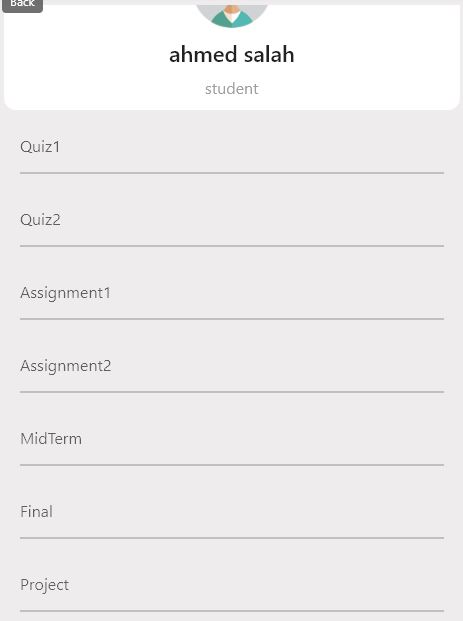 Back
ahmed salah
student
Quiz1
Quiz2
Assignment1
Assignment2
MidTerm
Final
Project